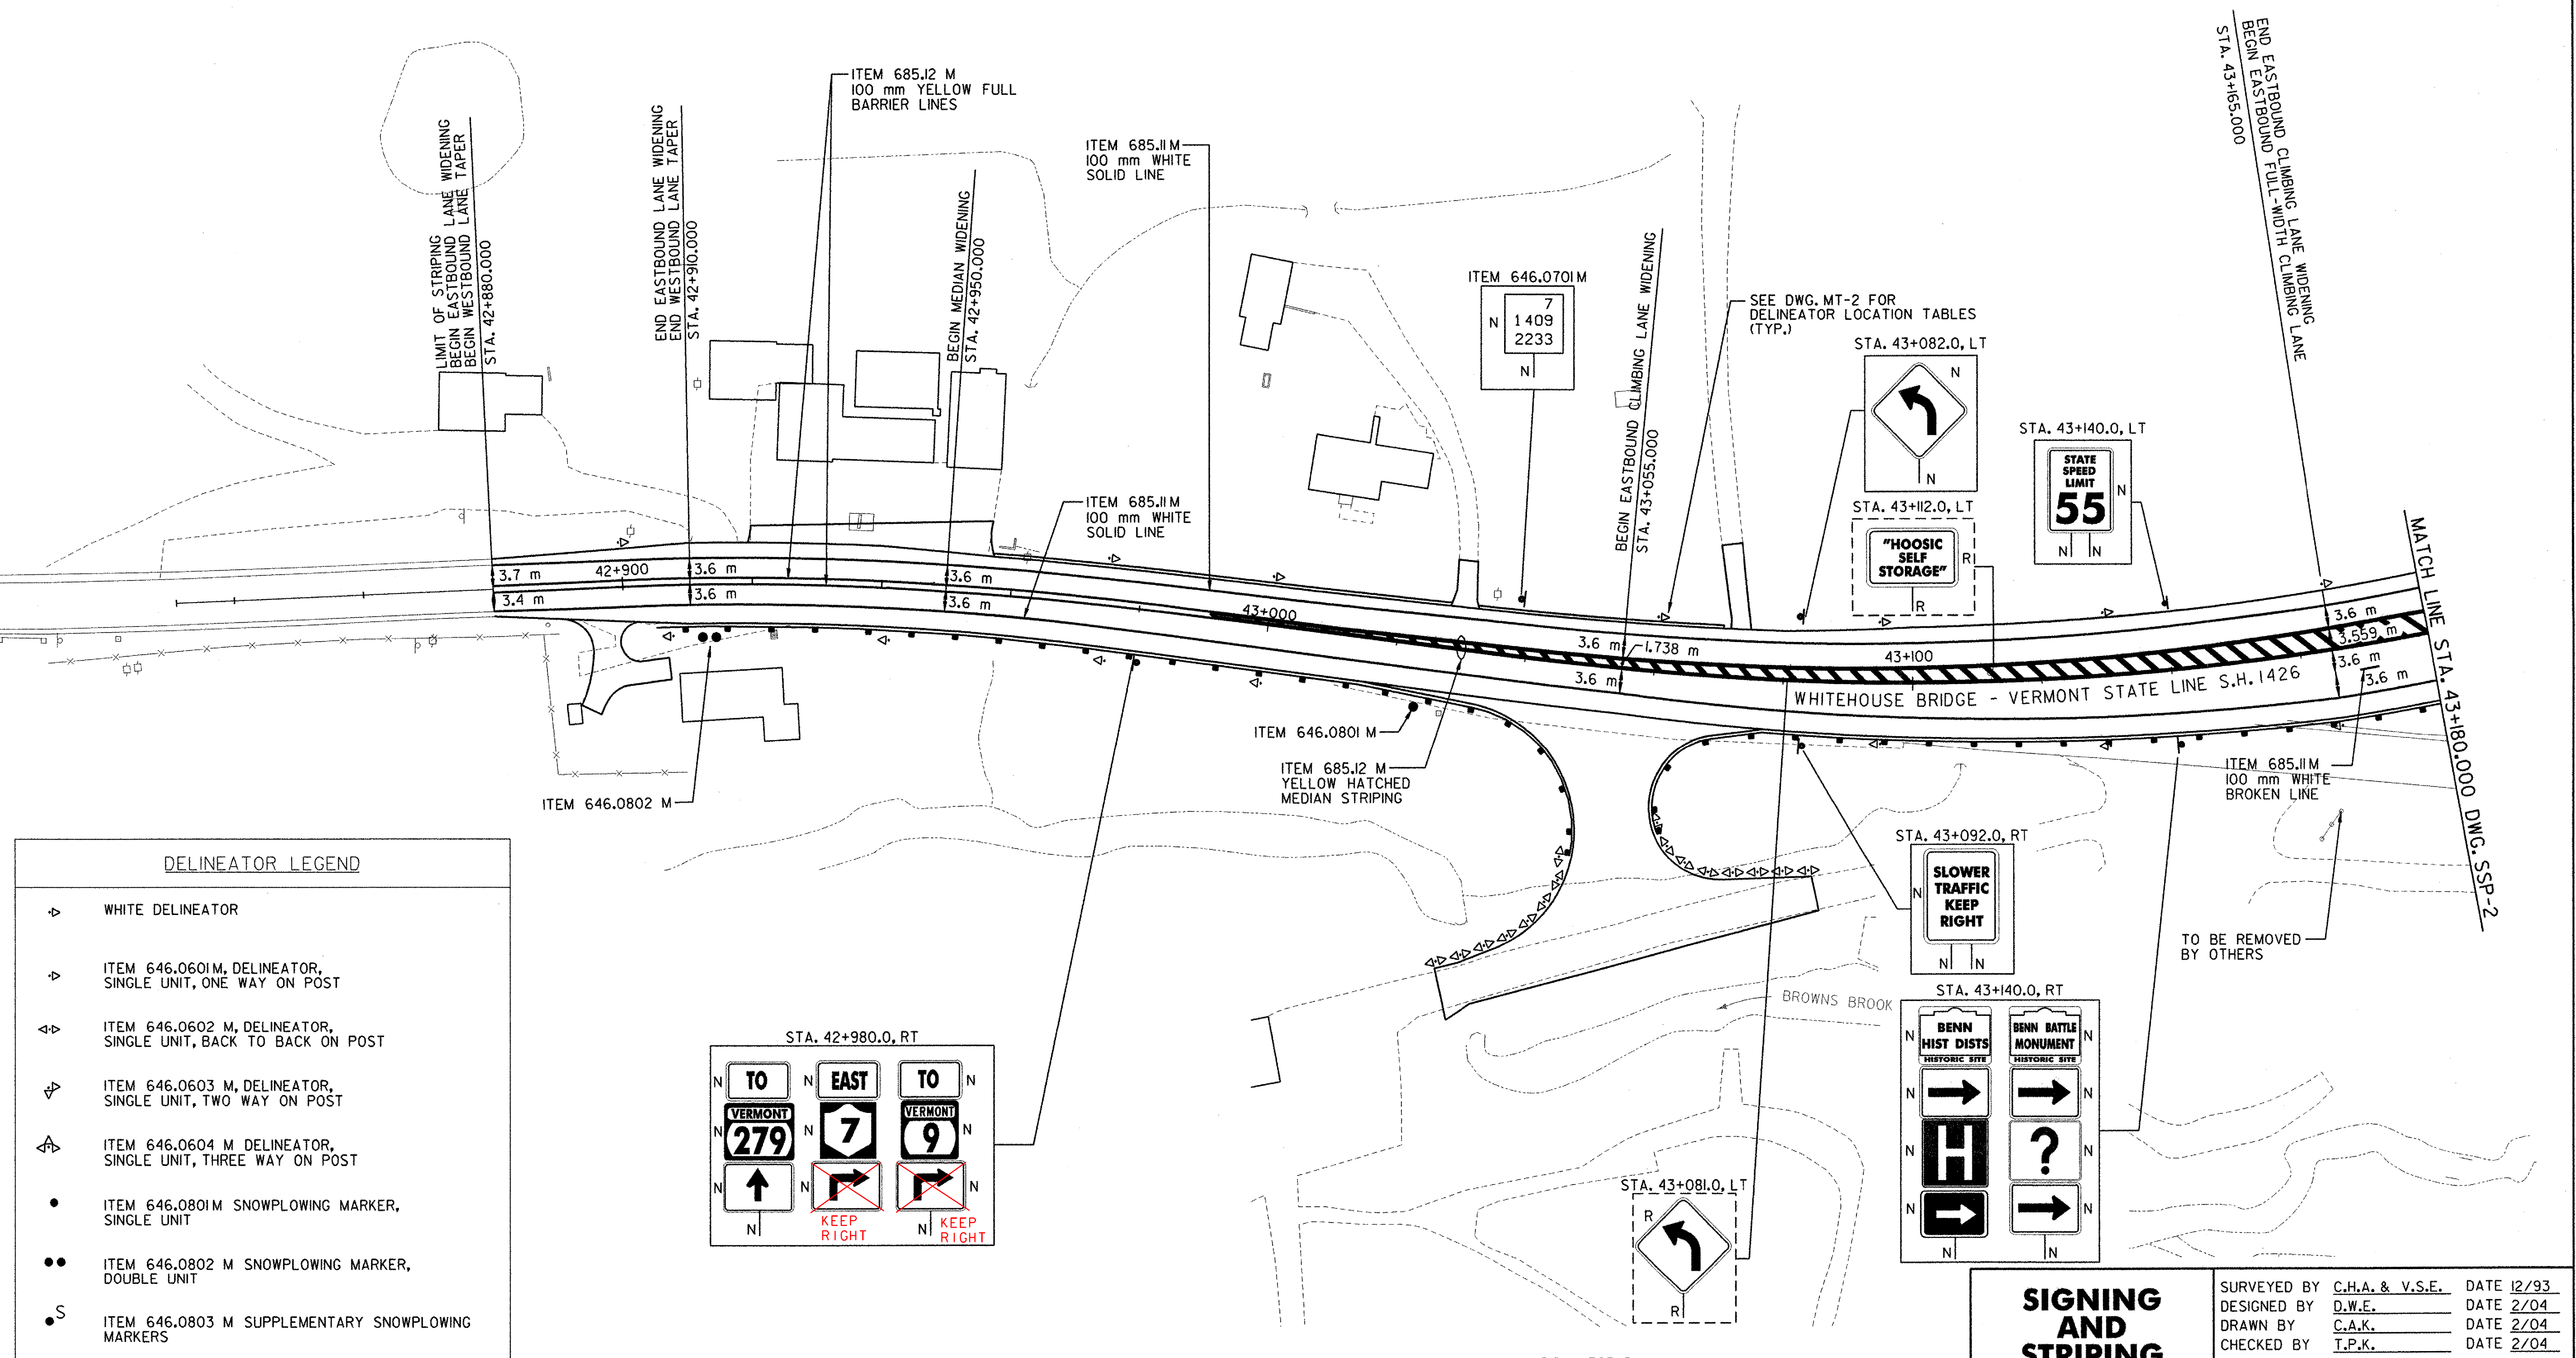 LIMIT OF STRIPING
BEGIN EASTBOUND LANE WIDENING
BEGIN WESTBOUND LANE TAPER
STA. 42+880.000
END EASTBOUND LANE WIDENING
END WESTBOUND LANE TAPER
STA. 42+910.000
ITEM 685.12 M
100 mm YELLOW FULL
BARRIER LINES
BEGIN MEDIAN WIDENING
STA. 42+950.000
ITEM 685.11 M
100 mm WHITE
SOLID LINE
ITEM 685.11 M
100 mm WHITE
SOLID LINE
ITEM 646.0701 M
7
1409
2233
N
N
BEGIN EASTBOUND CLIMBING LANE WIDENING
STA. 43+055.000
SEE DWG. MT-2 FOR
DELINEATOR LOCATION TABLES
(TYP.)
STA. 43+082.0, LT
N
N
STA. 43+112.0, LT
"HOOSIC
SELF
STORAGE"
R
R
STA. 43+140.0, LT
STATE
SPEED
LIMIT
55
N
N N
END EASTBOUND CLIMBING LANE WIDENING
BEGIN EASTBOUND FULL-WIDTH CLIMBING LANE
STA. 43+165.000
MATCH LINE STA. 43+180.000 DWG. SSP-2
3.7 m
3.4 m
42+900
3.6 m
3.6 m
3.6 m
3.6 m
43+000
3.6 m
1.738 m
3.6 m
43+100
3.6 m
3.559 m
3.6 m
3.6 m
WHITEHOUSE BRIDGE - VERMONT STATE LINE S.H. 1426
ITEM 646.0802 M
ITEM 646.0801 M
ITEM 685.12 M
YELLOW HATCHED
MEDIAN STRIPING
ITEM 685.11 M
100 mm WHITE
BROKEN LINE
STA. 43+092.0, RT
SLOWER
TRAFFIC
KEEP
RIGHT
N
N N
TO BE REMOVED
BY OTHERS
BROWNS BROOK
STA. 43+140.0, RT
N BENN
HIST DISTS
HISTORIC SITE
BENN BATTLE
MONUMENT N
HISTORIC SITE
N N
N H ? N
N N
N N
STA. 42+980.0, RT
N TO N EAST TO N
N VERMONT 279 N 7 VERMONT 9 N
N N N
KEEP
RIGHT
KEEP
RIGHT
N N
STA. 43+081.0, LT
R
R
DELINEATOR LEGEND
WHITE DELINEATOR
ITEM 646.0601 M, DELINEATOR,
SINGLE UNIT, ONE WAY ON POST
ITEM 646.0602 M, DELINEATOR,
SINGLE UNIT, BACK TO BACK ON POST
ITEM 646.0603 M, DELINEATOR,
SINGLE UNIT, TWO WAY ON POST
ITEM 646.0604 M DELINEATOR,
SINGLE UNIT, THREE WAY ON POST
ITEM 646.0801 M SNOWPLOWING MARKER,
SINGLE UNIT
ITEM 646.0802 M SNOWPLOWING MARKER,
DOUBLE UNIT
S
ITEM 646.0803 M SUPPLEMENTARY SNOWPLOWING
MARKERS
SIGNING
AND
STRIPING
SURVEYED BY C.H.A. & V.S.E. DATE 12/93
DESIGNED BY D.W.E. DATE 2/04
DRAWN BY C.A.K. DATE 2/04
CHECKED BY T.P.K. DATE 2/04